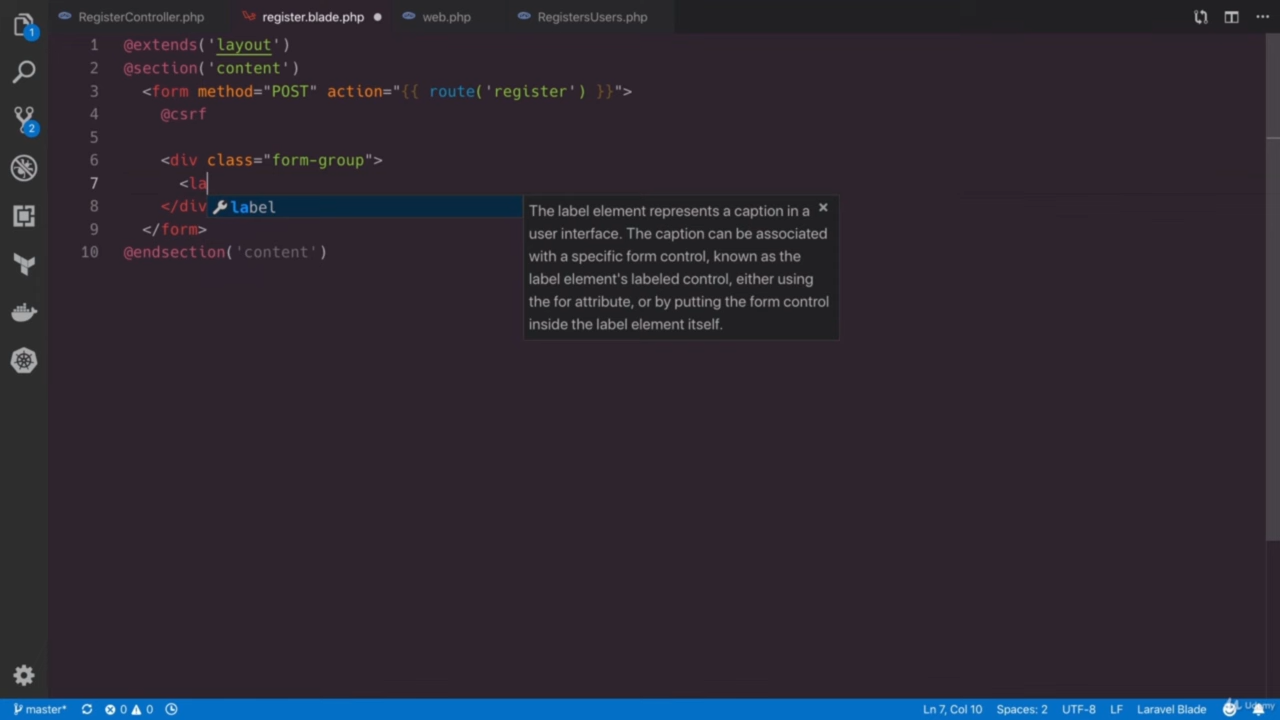 RegisterController.php register.blade.php web.php RegistersUsers.php
1
1 @extends('layout')
2 @section('content')
3 <form method="POST" action="{{ route('register') }}">
4 @csrf
2
5
6 <div class="form-group">
7 <la
8 </div
label
9 </form>
10 @endsection('content')
The label element represents a caption in a
user interface. The caption can be associated
with a specific form control, known as the
label element's labeled control, either using
the for attribute, or by putting the form control
inside the label element itself.
master* 0 0 Ln 7, Col 10 Spaces: 2 UTF-8 LF Laravel Blade
Udemy